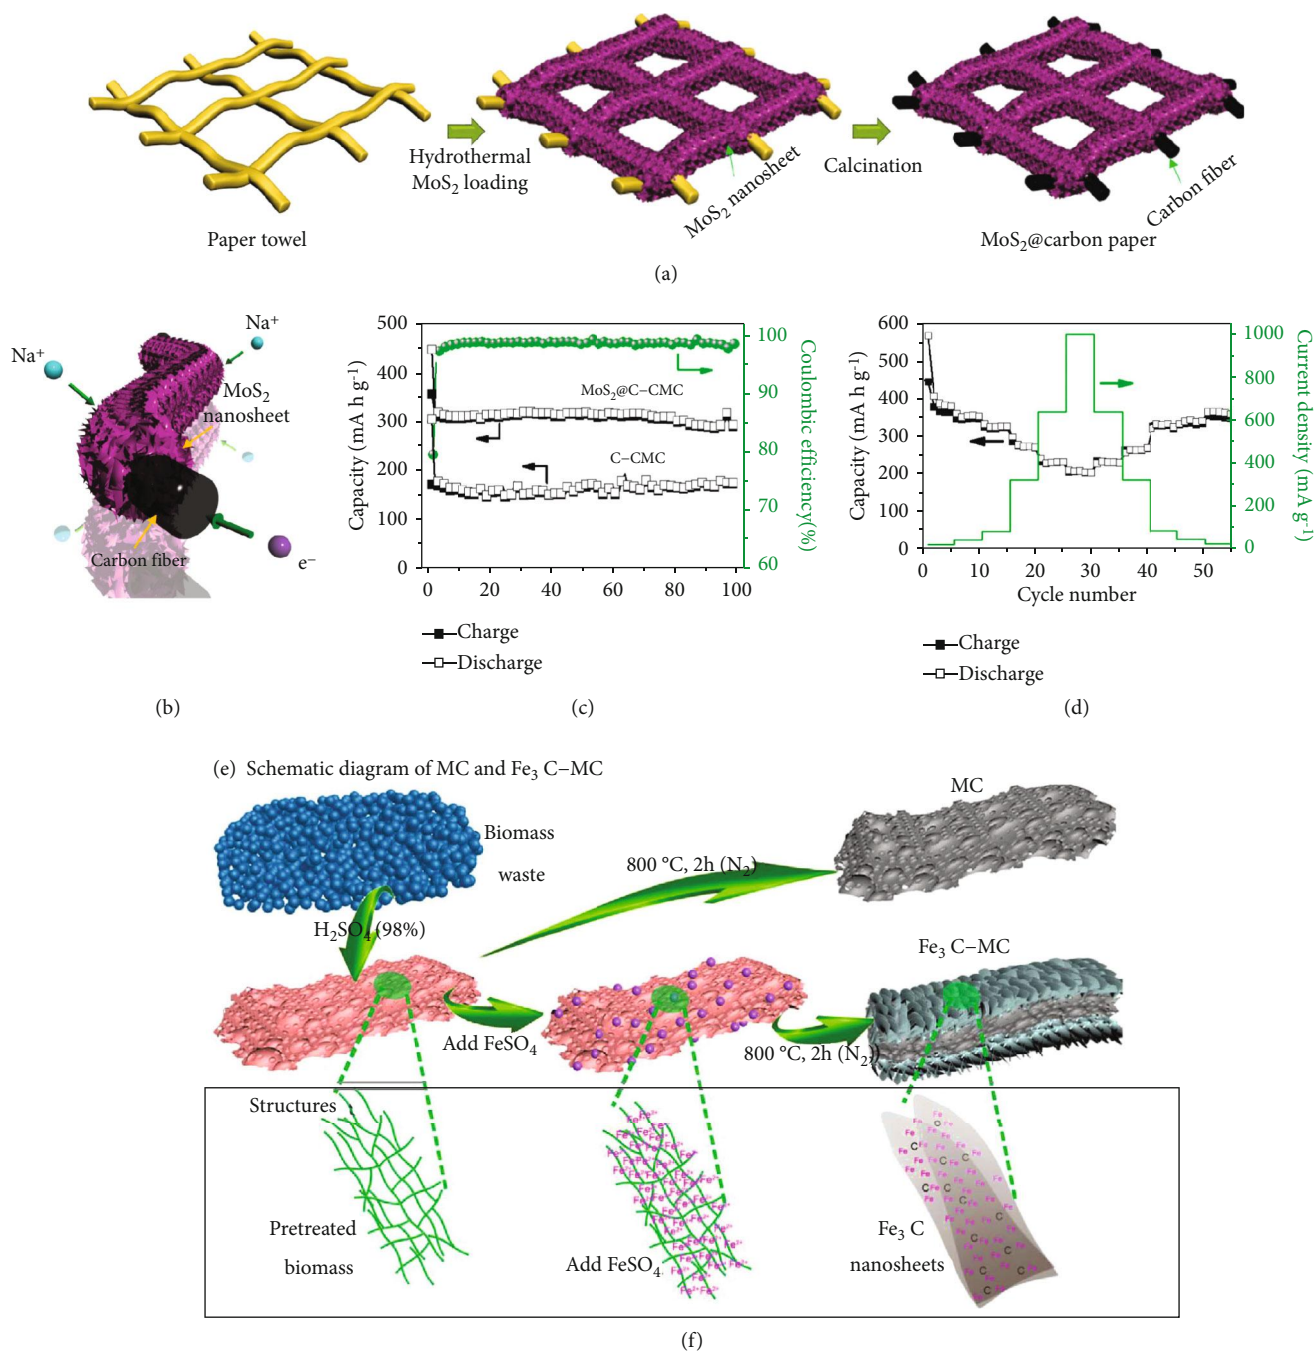 Paper towel
Hydrothermal
MoS2 loading
MoS2 nanosheet
Calcination
Carbon fiber
MoS2@carbon paper
(a)
Na+
Na+
MoS2
nanosheet
Carbon fiber
e−
(b)
Capacity (mA h g-1)
500
400
300
200
100
0
MoS2@C−CMC
C−CMC
100
90
80
70
60
Coulombic efficiency(%)
0 20 40 60 80 100
Charge
Discharge
(c)
Capacity (mA h g-1)
600
500
400
300
200
100
0
1000
800
600
400
200
0
Current density (mA g-1)
0 10 20 30 40 50
Cycle number
Charge
Discharge
(d)
(e) Schematic diagram of MC and Fe3 C−MC
Biomass
waste
MC
800 °C, 2h (N2)
H2SO4 (98%)
Fe3 C−MC
Add FeSO4
800 °C, 2h (N2)
Structures
Pretreated
biomass
Add FeSO4
Fe3 C
nanosheets
(f)